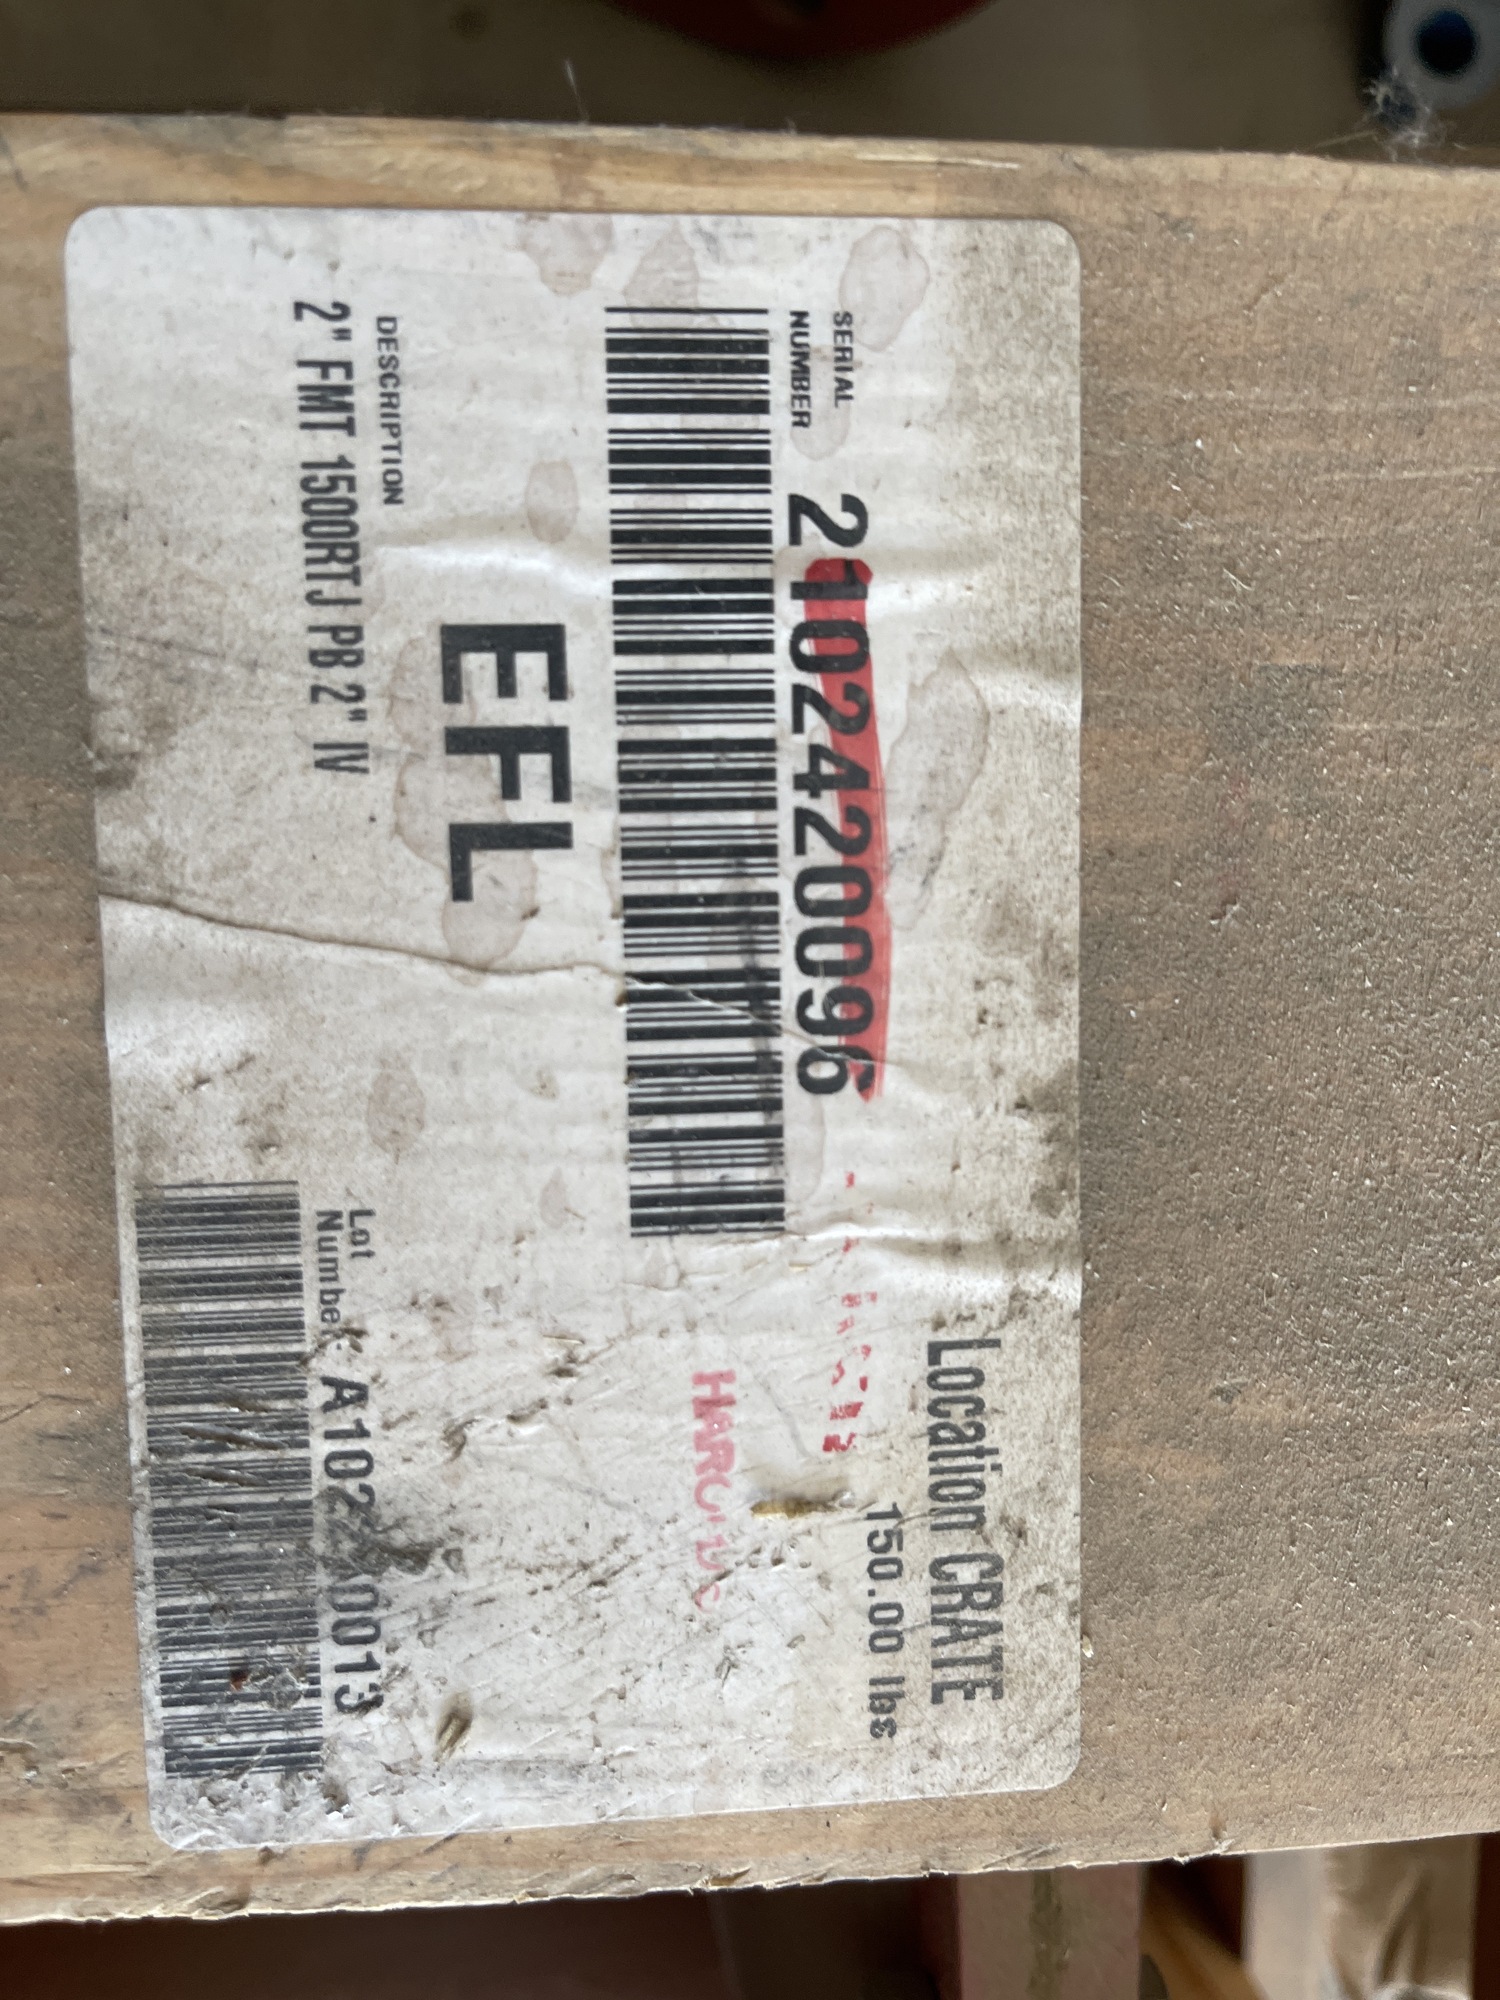 Location CRATE
150.00 lbs
SERIAL
NUMBER
2102420096
EFL
DESCRIPTION
2" FMT 1500RTJ PB 2" IV
Lot
Number: